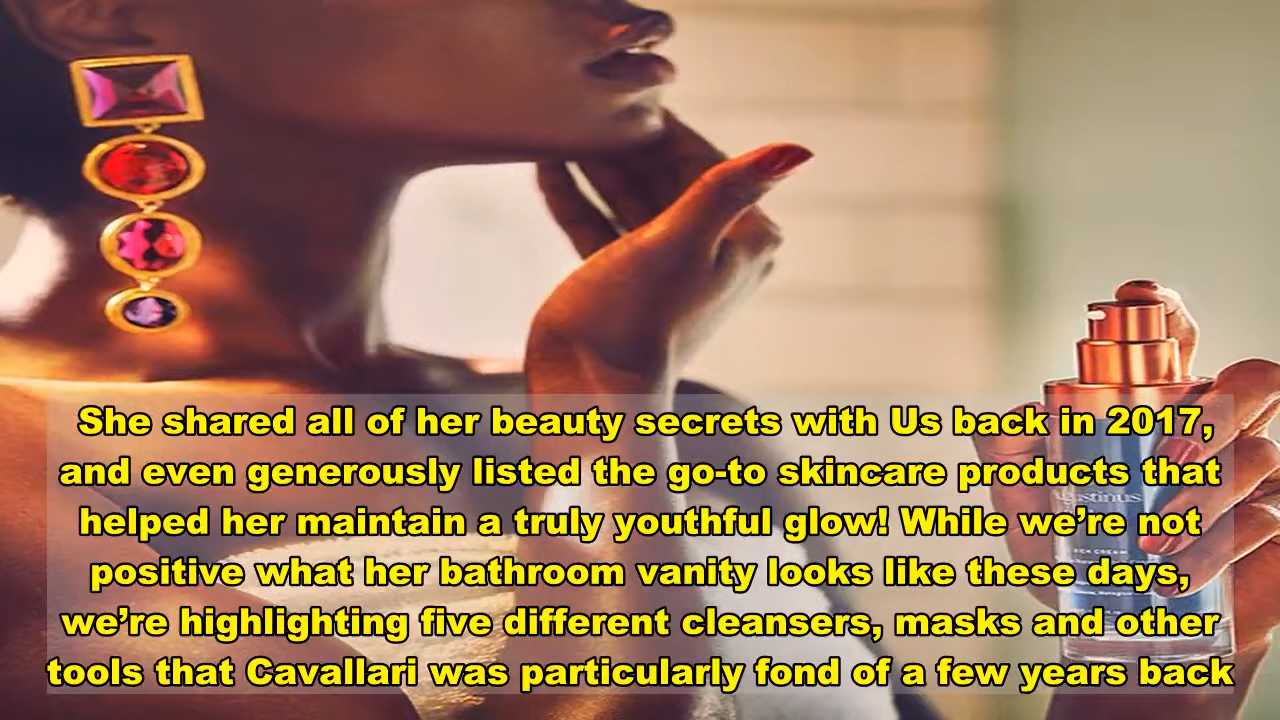 She shared all of her beauty secrets with Us back in 2017,
and even generously listed the go-to skincare products that
helped her maintain a truly youthful glow! While we’re not
positive what her bathroom vanity looks like these days,
we’re highlighting five different cleansers, masks and other
tools that Cavallari was particularly fond of a few years back